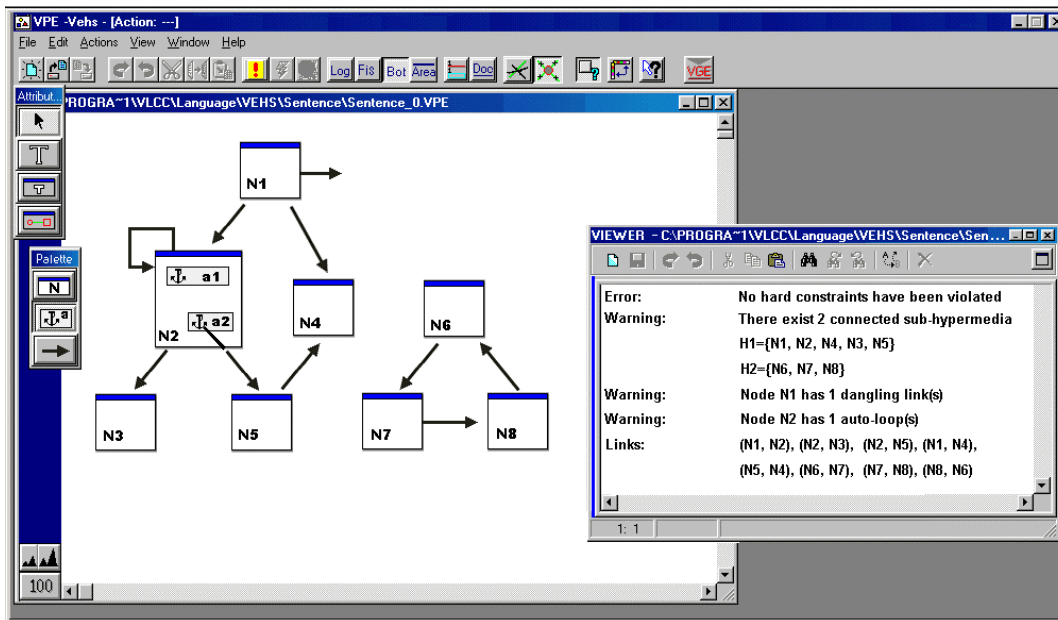 VPE -Vehs - [Action: ---]
File Edit Actions View Window Help
Log Fis Bot Area Doc VGE
Attribut...
PROGRA~1\VLCC\Language\VEHS\Sentence\Sentence_0.VPE
T
T
Palette
N
a
N1
a1
a2
N2
N4
N6
N3
N5
N7
N8
100
VIEWER - C:\PROGRA~1\VLCC\Language\VEHS\Sentence\Sen...
Error: No hard constraints have been violated
Warning: There exist 2 connected sub-hypermedia
H1={N1, N2, N4, N3, N5}
H2={N6, N7, N8}
Warning: Node N1 has 1 dangling link(s)
Warning: Node N2 has 1 auto-loop(s)
Links: (N1, N2), (N2, N3), (N2, N5), (N1, N4),
(N5, N4), (N6, N7), (N7, N8), (N8, N6)
1: 1